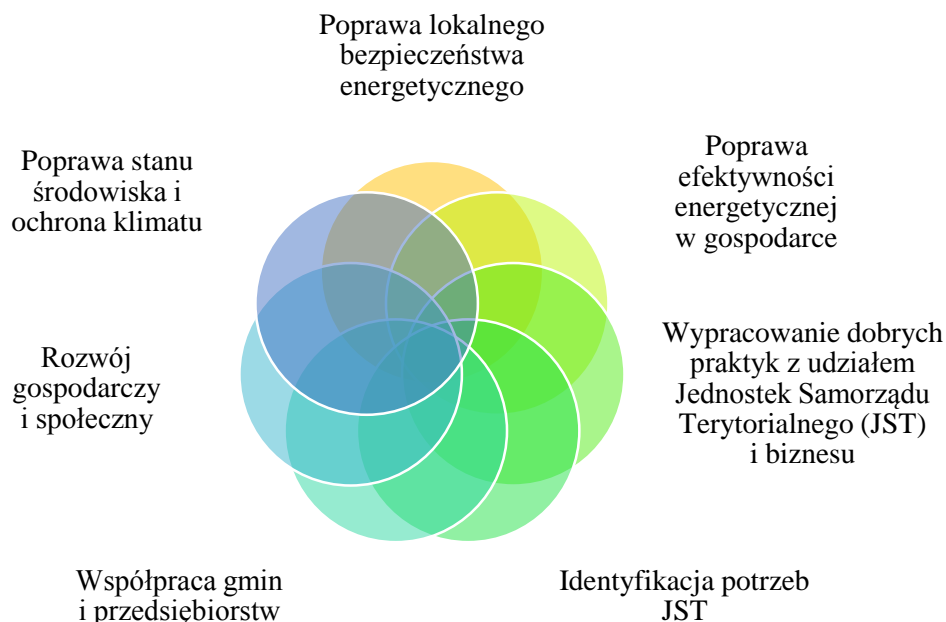 Poprawa lokalnego
bezpieczeństwa
energetycznego
Poprawa
efektywności
energetycznej
w gospodarce
Wypracowanie dobrych
praktyk z udziałem
Jednostek Samorządu
Terytorialnego (JST)
i biznesu
Identyfikacja potrzeb
JST
Współpraca gmin
i przedsiębiorstw
Rozwój
gospodarczy
i społeczny
Poprawa stanu
środowiska i
ochrona klimatu